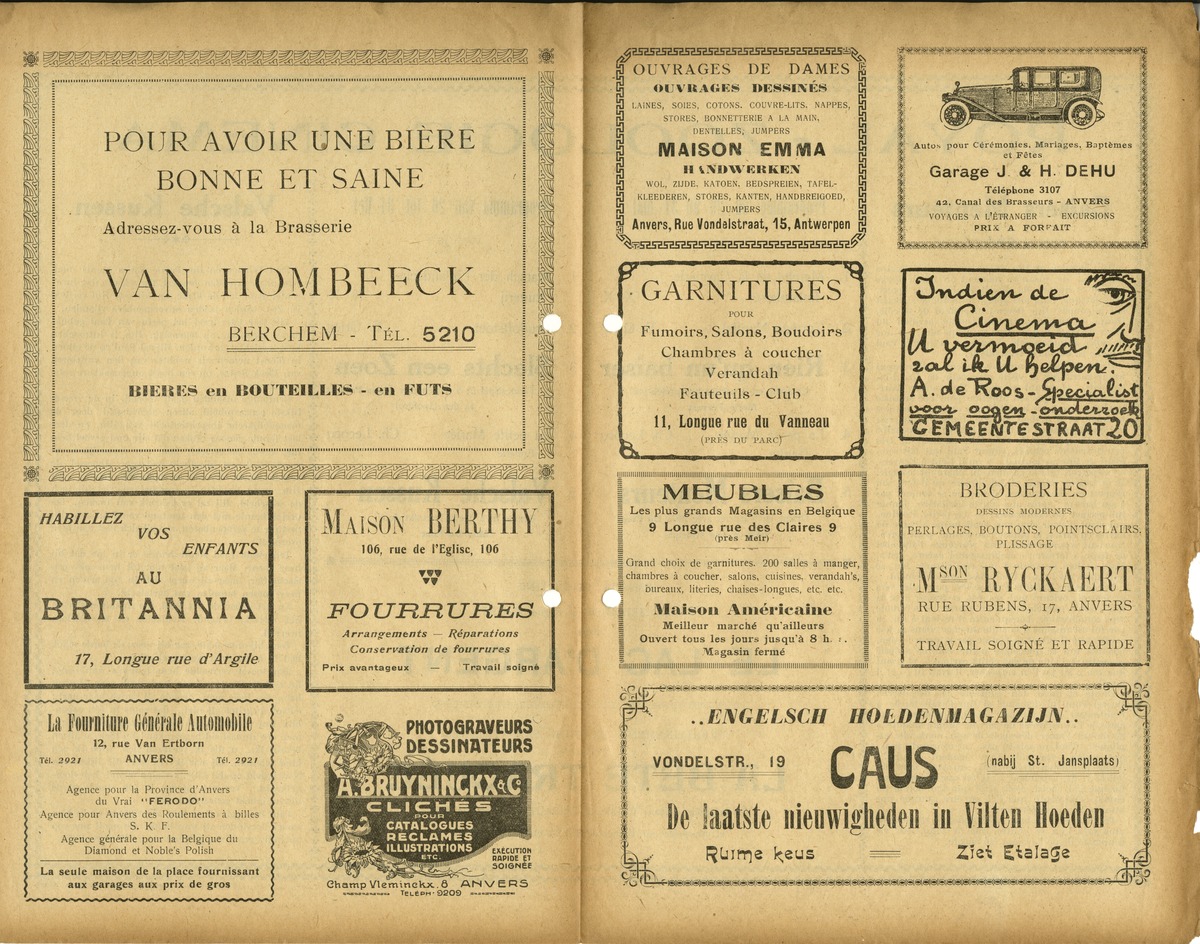 POUR AVOIR UNE BIÈRE
BONNE ET SAINE
Adressez-vous à la Brasserie
VAN HOMBEECK
BERCHEM - TÉL. 5210
BIERES en BOUTEILLES - en FUTS
HABILLEZ
VOS
ENFANTS
AU
BRITANNIA
17, Longue rue d'Argile
MAISON BERTHY
106, rue de l'Eglise, 106
FOURRURES
Arrangements — Réparations
Conservation de fourrures
Prix avantageux — Travail soigné
La Fourniture Générale Automobile
12, rue Van Ertborn
Tél. 2921 ANVERS Tél. 2921
Agence pour la Province d'Anvers
du Vrai "FERODO"
Agence pour Anvers des Roulements à billes
S. K. F.
Agence générale pour la Belgique du
Diamond et Noble's Polish
La seule maison de la place fournissant
aux garages aux prix de gros
PHOTOGRAVEURS
DESSINATEURS
A. BRUYNINCKX & Co
CLICHÉS
POUR
CATALOGUES
RECLAMES
ILLUSTRATIONS
ETC.
EXÉCUTION
RAPIDE ET
SOIGNÉE
Champ Vleminckx. 8 ANVERS
TELEPH· 9209
OUVRAGES DE DAMES
OUVRAGES DESSINÉS
LAINES, SOIES, COTONS. COUVRE-LITS. NAPPES,
STORES, BONNETTERIE A LA MAIN,
DENTELLES, JUMPERS
MAISON EMMA
HANDWERKEN
WOL, ZIJDE. KATOEN. BEDSPREIEN, TAFEL-
KLEEDEREN, STORES, KANTEN, HANDBREIGOED,
JUMPERS
Anvers, Rue Vondelstraat, 15, Antwerpen
Autos pour Cérémonies, Mariages, Baptêmes
et Fêtes
Garage J. & H. DEHU
Téléphone 3107
42, Canal des Brasseurs - ANVERS
VOYAGES A L'ÉTRANGER - EXCURSIONS
PRIX A FORFAIT
GARNITURES
POUR
Fumoirs, Salons, Boudoirs
Chambres à coucher
Verandah
Fauteuils - Club
11, Longue rue du Vanneau
(PRÈS DU PARC)
Indien de
Cinema
U vermoeid
zal ik U helpen.
A. de Roos - Specialist
voor oogen - onderzoek
GEMEENTESTRAAT 20
MEUBLES
Les plus grands Magasins en Belgique
9 Longue rue des Claires 9
(près Meir)
Grand choix de garnitures. 200 salles à manger,
chambres à coucher, salons, cuisines, verandah's,
bureaux, literies, chaises-longues, etc. etc.
Maison Américaine
Meilleur marché qu'ailleurs
Ouvert tous les jours jusqu'à 8 h.
Magasin fermé
BRODERIES
DESSINS MODERNES
PERLAGES, BOUTONS, POINTSCLAIRS,
PLISSAGE
MSON RYCKAERT
RUE RUBENS, 17, ANVERS
TRAVAIL SOIGNÉ ET RAPIDE
..ENGELSCH HOEDENMAGAZIJN..
VONDELSTR., 19 CAUS (nabij St. Jansplaats)
De laatste nieuwigheden in Vilten Hoeden
Ruime keus Ziet Etalage